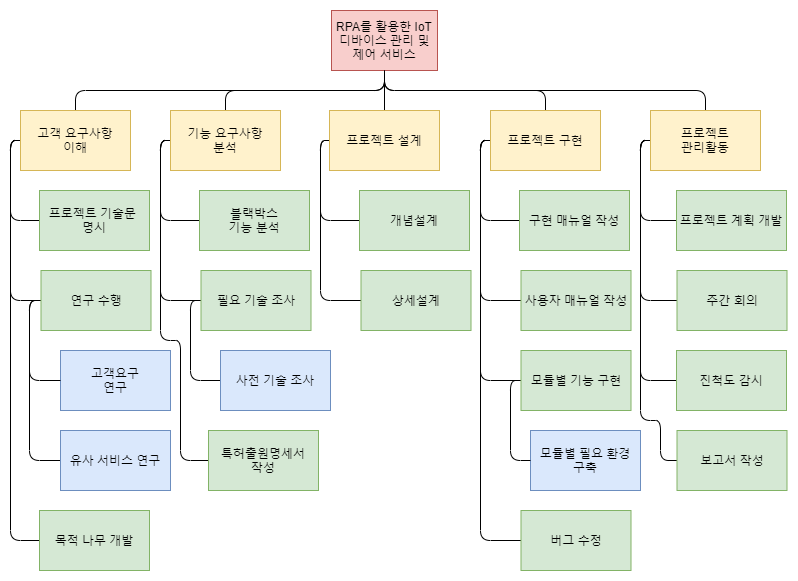 RPA를 활용한 IoT
디바이스 관리 및
제어 서비스
고객 요구사항
이해
기능 요구사항
분석
프로젝트 설계
프로젝트 구현
프로젝트
관리활동
프로젝트 기술문
명시
블랙박스
기능 분석
개념설계
구현 매뉴얼 작성
프로젝트 계획 개발
연구 수행
필요 기술 조사
상세설계
사용자 매뉴얼 작성
주간 회의
고객요구
연구
사전 기술 조사
모듈별 기능 구현
진척도 감시
유사 서비스 연구
특허출원명세서
작성
모듈별 필요 환경
구축
보고서 작성
목적 나무 개발
버그 수정